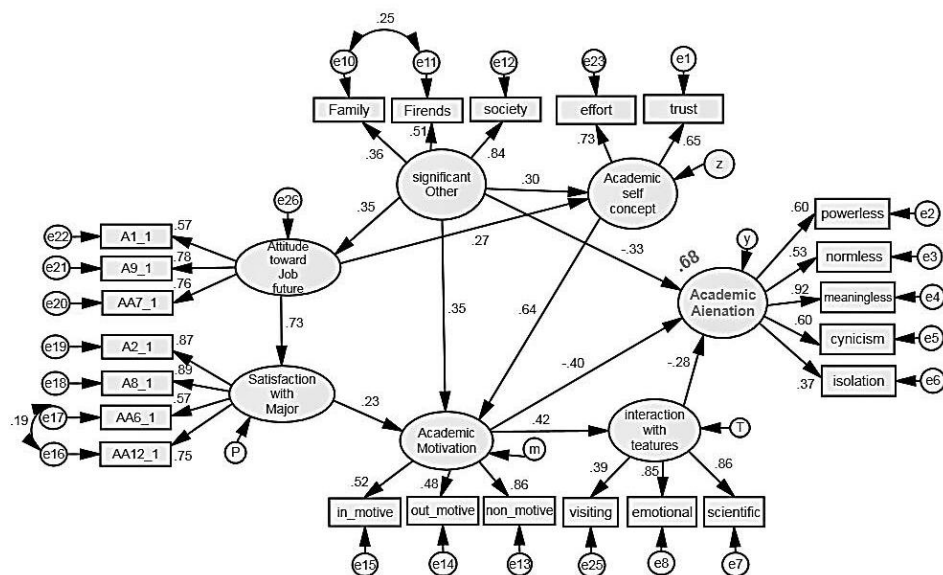 .25
e10
e11
e12
e23
e1
Family
Firends
society
effort
trust
.36
.51
.84
.73
.65
significant
Other
Academic
self
concept
z
.30
e26
.35
.27
-.33
.68
e22
A1_1
.57
e21
A9_1
.78
e20
AA7_1
.76
Attitude
toward
Job
future
y
Academic
Aienation
.60
powerless
e2
.53
normless
e3
.92
meaningless
e4
.60
cynicism
e5
.37
isolation
e6
.73
.35
.64
-.40
-.28
e19
A2_1
.87
e18
A8_1
.89
.19
e17
AA6_1
.57
e16
AA12_1
.75
Satisfaction
with
Major
P
.23
Academic
Motivation
m
.42
interaction
with
teatures
T
.52
.48
.86
.39
.85
.86
in_motive
out_motive
non_motive
visiting
emotional
scientific
e15
e14
e13
e25
e8
e7